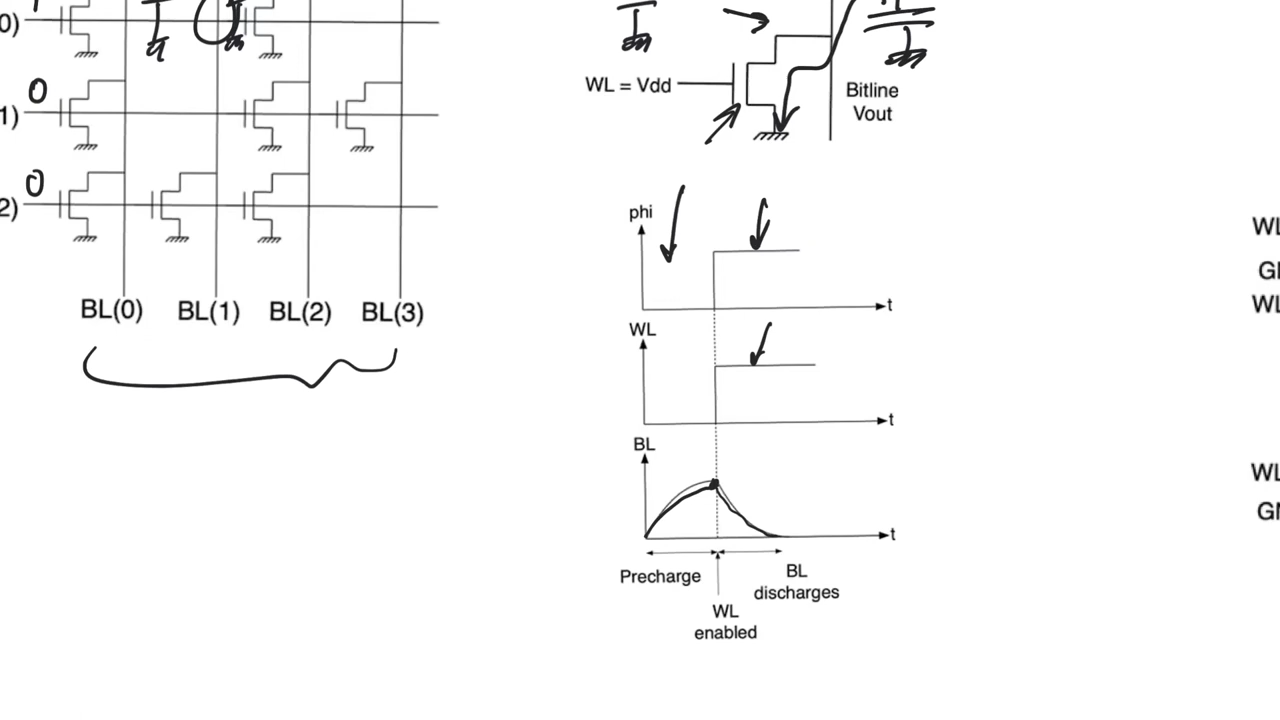 0)
0
1)
0
2)
BL(0) BL(1) BL(2) BL(3)
WL = Vdd
Bitline
Vout
phi
t
WL
t
BL
t
Precharge
BL
discharges
WL
enabled
WL
GI
WL
WL
GN